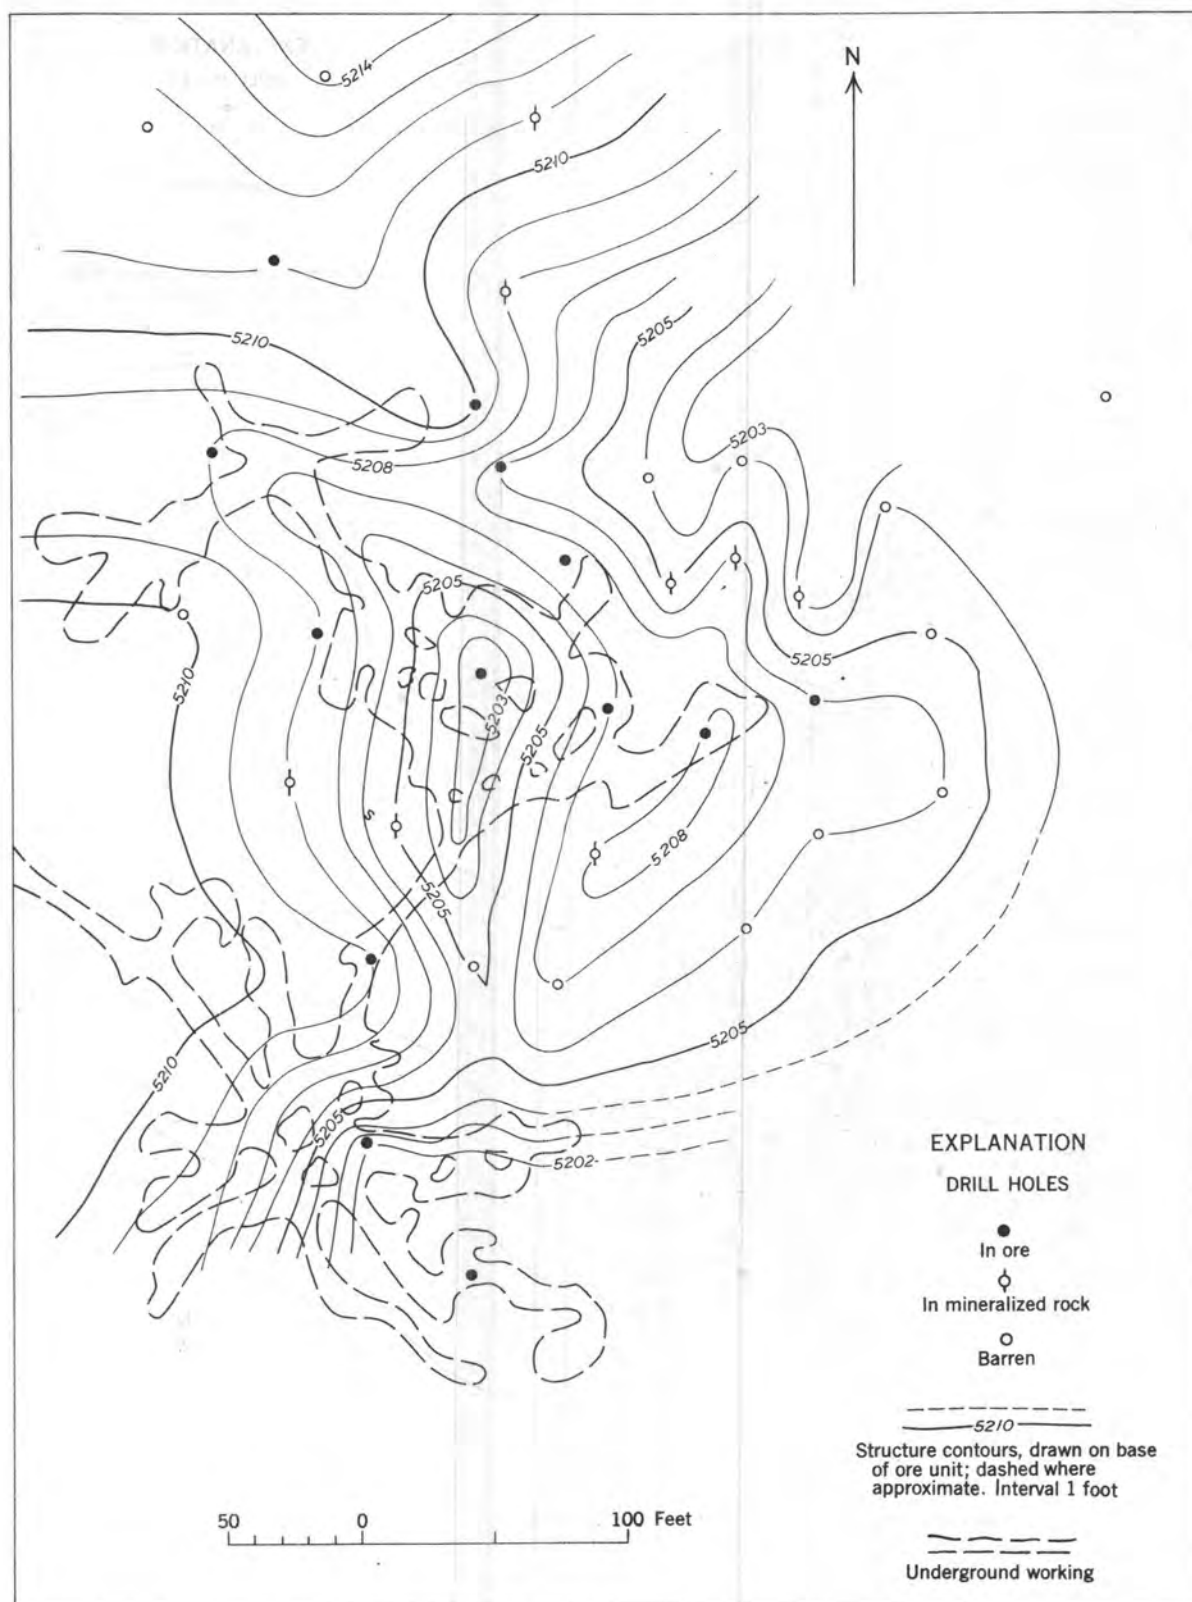 5214
N
5210
5205
5210
5203
5208
5205
5205
5210
5203
5205
5208
5205
5205
5210
5205
5202
EXPLANATION
DRILL HOLES
In ore
In mineralized rock
Barren
5210
Structure contours, drawn on base
of ore unit; dashed where
approximate. Interval 1 foot
50 0 100 Feet
Underground working